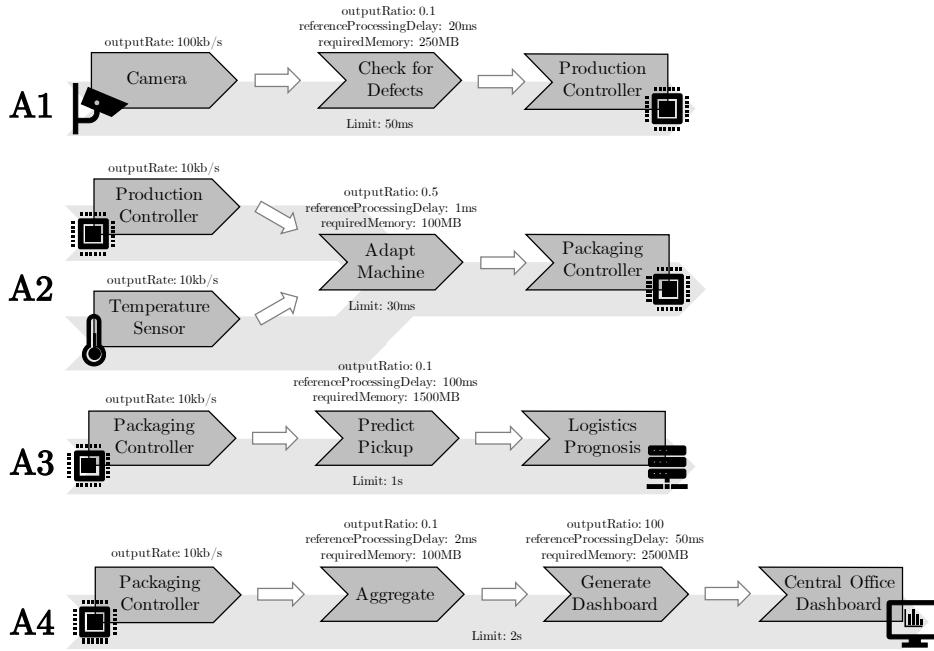 outputRatio: 0.1
referenceProcessingDelay: 20ms
requiredMemory: 250MB
outputRate: 100kb/s
Camera
Check for
Defects
Production
Controller
A1
Limit: 50ms
outputRate: 10kb/s
Production
Controller
outputRatio: 0.5
referenceProcessingDelay: 1ms
requiredMemory: 100MB
Adapt
Machine
Packaging
Controller
A2
outputRate: 10kb/s
Temperature
Sensor
Limit: 30ms
outputRatio: 0.1
referenceProcessingDelay: 100ms
requiredMemory: 1500MB
outputRate: 10kb/s
Packaging
Controller
Predict
Pickup
Logistics
Prognosis
A3
Limit: 1s
outputRatio: 0.1
referenceProcessingDelay: 2ms
requiredMemory: 100MB
outputRatio: 100
referenceProcessingDelay: 50ms
requiredMemory: 2500MB
outputRate: 10kb/s
Packaging
Controller
Aggregate
Generate
Dashboard
Central Office
Dashboard
A4
Limit: 2s